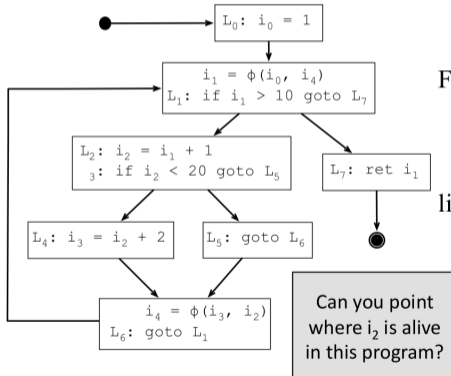 L₀: i₀ = 1
i₁ = ϕ(i₀, i₄)
L₁: if i₁ > 10 goto L₇
F
L₂: i₂ = i₁ + 1
₃: if i₂ < 20 goto L₅
L₇: ret i₁
li
L₄: i₃ = i₂ + 2
L₅: goto L₆
i₄ = ϕ(i₃, i₂)
L₆: goto L₁
Can you point
where i₂ is alive
in this program?